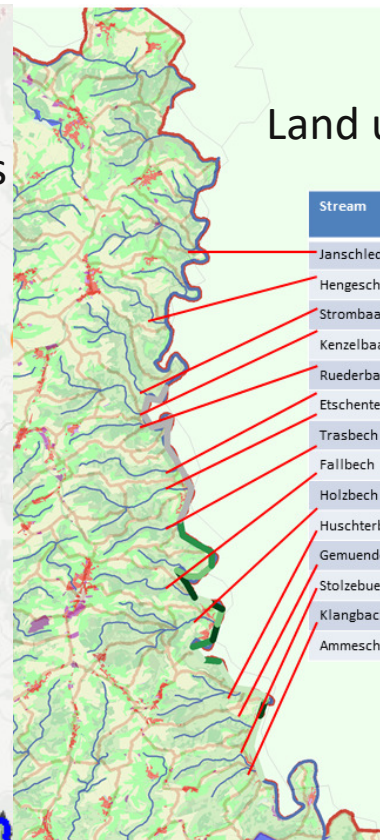 Land u
s
Stream
Janschled
Hengesch
Strombaa
Kenzelbaa
Ruederba
Etschente
Trasbech
Fallbech
Holzbech
Huschterb
Gemuend
Stolzebue
Klangbac
Ammesch